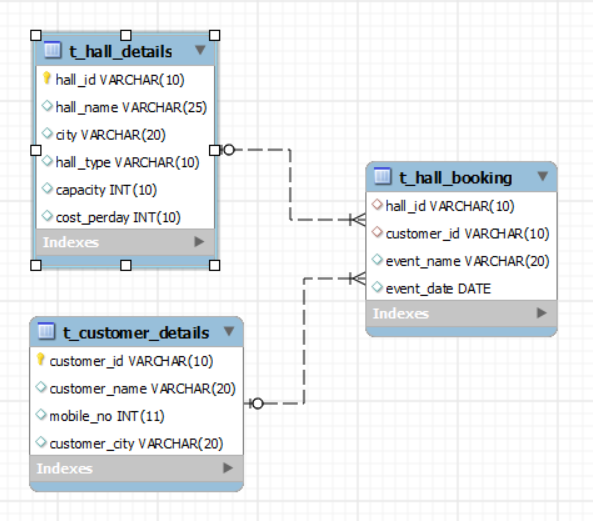 t_hall_details
hall_id VARCHAR(10)
hall_name VARCHAR(25)
city VARCHAR(20)
hall_type VARCHAR(10)
capacity INT(10)
cost_perday INT(10)
Indexes
t_hall_booking
hall_id VARCHAR(10)
customer_id VARCHAR(10)
event_name VARCHAR(20)
event_date DATE
Indexes
t_customer_details
customer_id VARCHAR(10)
customer_name VARCHAR(20)
mobile_no INT(11)
customer_city VARCHAR(20)
Indexes